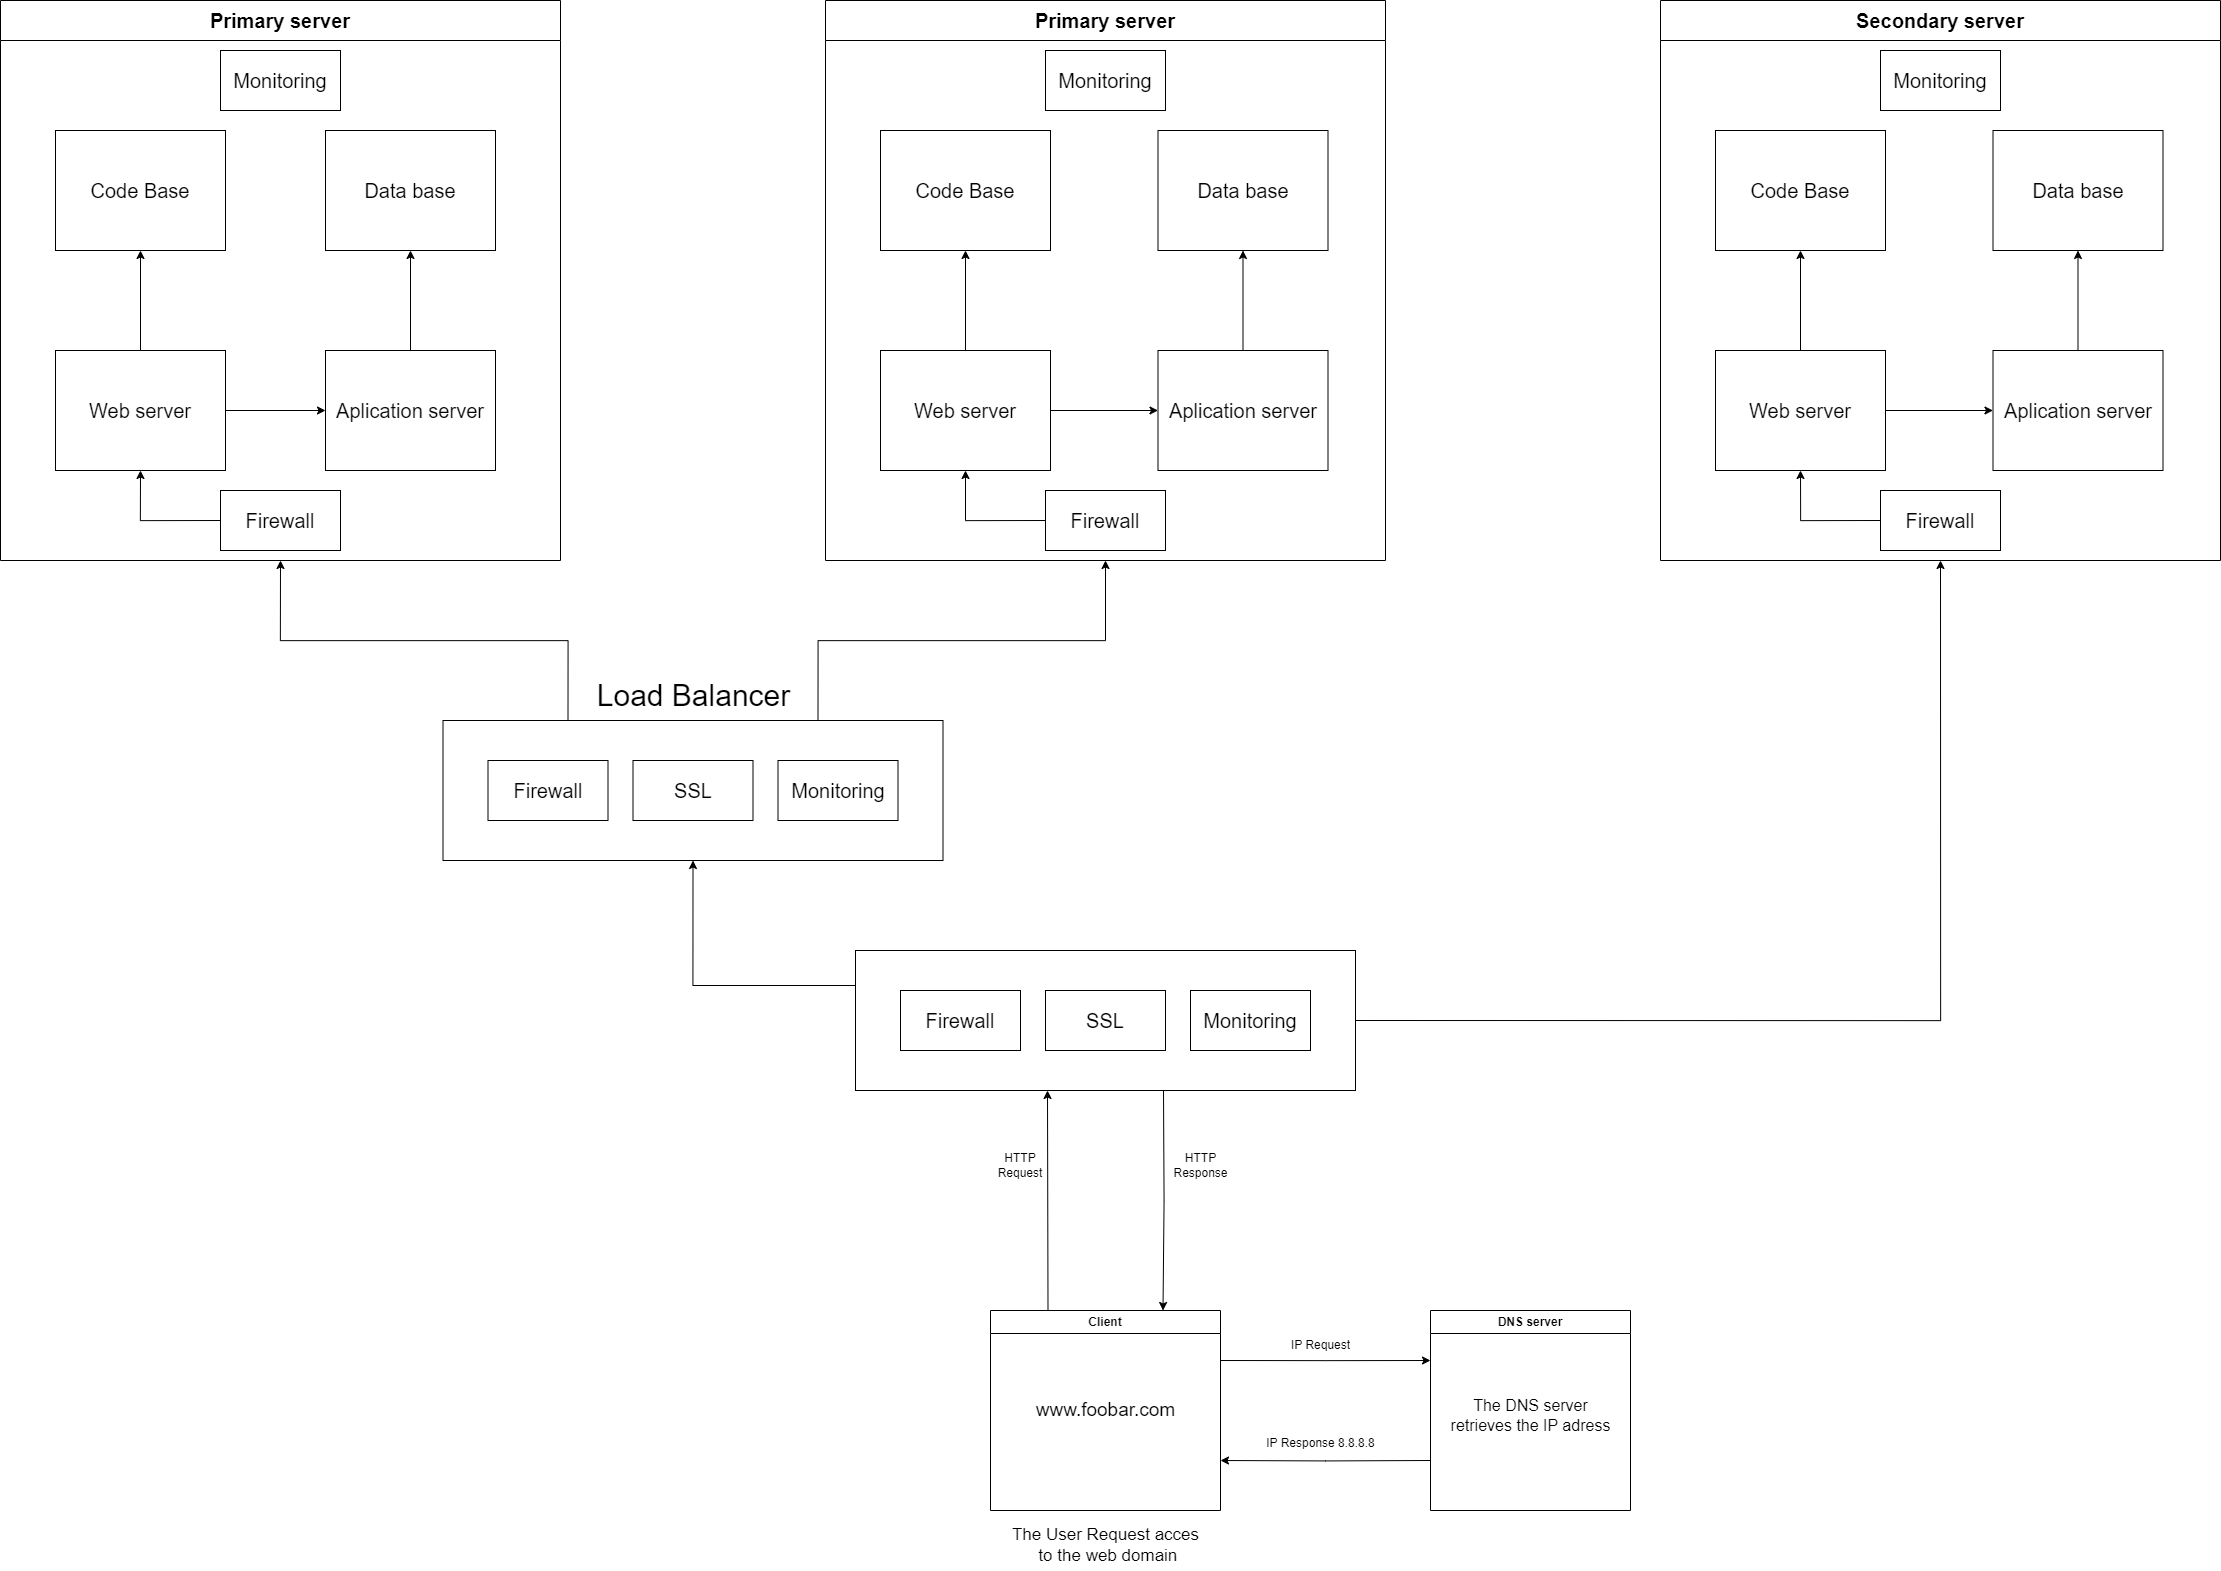 Primary server
Primary server
Secondary server
Monitoring
Monitoring
Monitoring
Code Base
Data base
Code Base
Data base
Code Base
Data base
Web server
Aplication server
Web server
Aplication server
Web server
Aplication server
Firewall
Firewall
Firewall
Load Balancer
Firewall
SSL
Monitoring
Firewall
SSL
Monitoring
HTTP
Request
HTTP
Response
Client
DNS server
IP Request
www.foobar.com
The DNS server
retrieves the IP adress
IP Response 8.8.8.8
The User Request acces
to the web domain